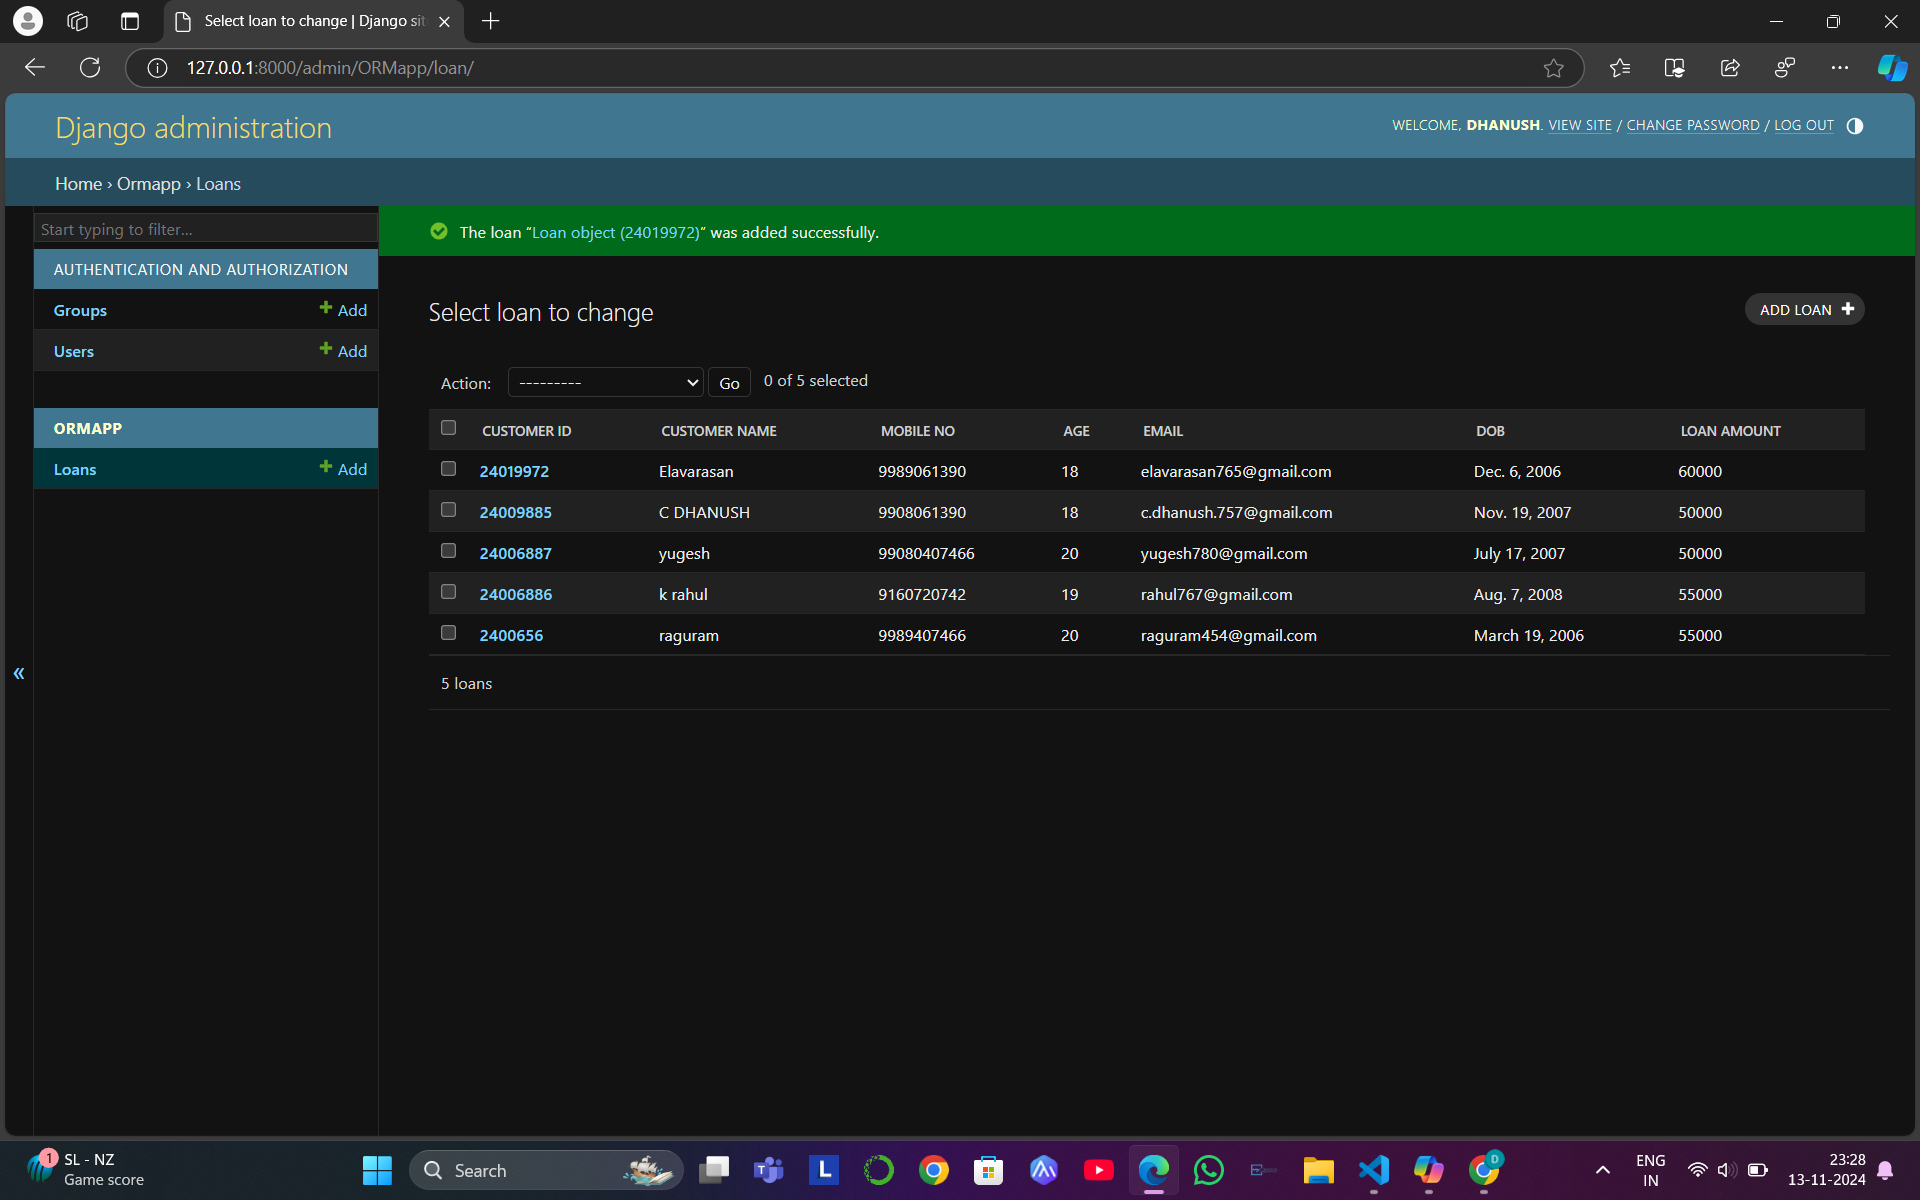 Select loan to change | Django sit
127.0.0.1:8000/admin/ORMapp/loan/
Django administration
WELCOME, DHANUSH. VIEW SITE / CHANGE PASSWORD / LOG OUT
Home › Ormapp › Loans
Start typing to filter...
The loan “Loan object (24019972)” was added successfully.
AUTHENTICATION AND AUTHORIZATION
Groups Add
Users Add
ORMAPP
Loans Add
Select loan to change
ADD LOAN
Action: --------- Go 0 of 5 selected
CUSTOMER ID CUSTOMER NAME MOBILE NO AGE EMAIL DOB LOAN AMOUNT
24019972 Elavarasan 9989061390 18 elavarasan765@gmail.com Dec. 6, 2006 60000
24009885 C DHANUSH 9908061390 18 c.dhanush.757@gmail.com Nov. 19, 2007 50000
24006887 yugesh 99080407466 20 yugesh780@gmail.com July 17, 2007 50000
24006886 k rahul 9160720742 19 rahul767@gmail.com Aug. 7, 2008 55000
2400656 raguram 9989407466 20 raguram454@gmail.com March 19, 2006 55000
5 loans
«
1
SL - NZ
Game score
Search
L
D
ENG
IN
23:28
13-11-2024